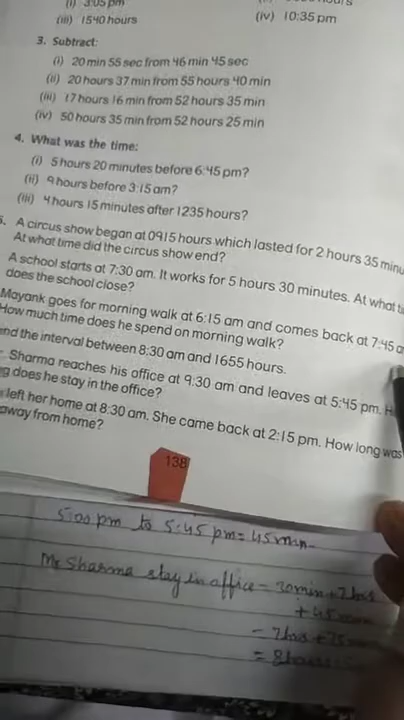 (i) 3:05 pm
(iii) 1540 hours
(iv) 10:35 pm
3. Subtract:
(i) 20 min 55 sec from 46 min 45 sec
(ii) 20 hours 37 min from 55 hours 40 min
(iii) 17 hours 16 min from 52 hours 35 min
(iv) 50 hours 35 min from 52 hours 25 min
4. What was the time:
(i) 5 hours 20 minutes before 6:45 pm?
(ii) 9 hours before 3:15 am?
(iii) 4 hours 15 minutes after 1235 hours?
A circus show began at 0915 hours which lasted for 2 hours 35
At what time did the circus show end?
A school starts at 7:30 am. It works for 5 hours 30 minutes. At what
does the school close?
Mayank goes for morning walk at 6:15 am and comes back at 7:45
How much time does he spend on morning walk?
the interval between 8:30 am and 1655 hours.
Sharma reaches his office at 9:30 am and leaves at 5:45 pm.
does he stay in the office?
left her home at 8:30 am. She came back at 2:15 pm. How long was
away from home?
138
5:00 pm to 5:45 pm = 45 min.
Mr Sharma stay in office = 30 min + 7 hrs
+ 45
= 7 hrs +
=